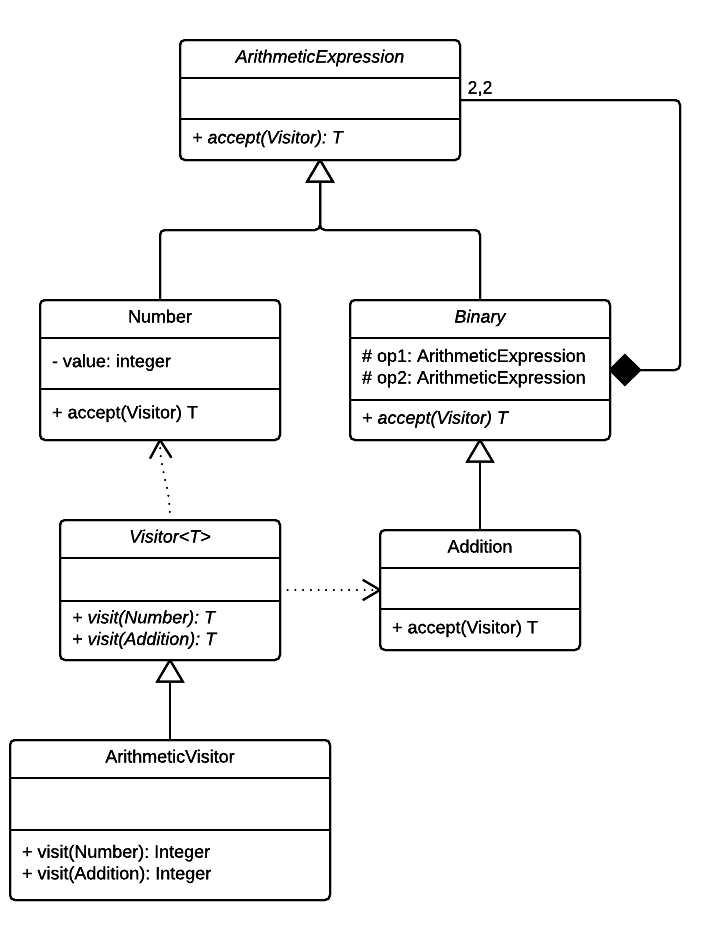 ArithmeticExpression
+ accept(Visitor): T
2,2
Number
- value: integer
+ accept(Visitor) T
Binary
# op1: ArithmeticExpression
# op2: ArithmeticExpression
+ accept(Visitor) T
Visitor<T>
+ visit(Number): T
+ visit(Addition): T
Addition
+ accept(Visitor) T
ArithmeticVisitor
+ visit(Number): Integer
+ visit(Addition): Integer